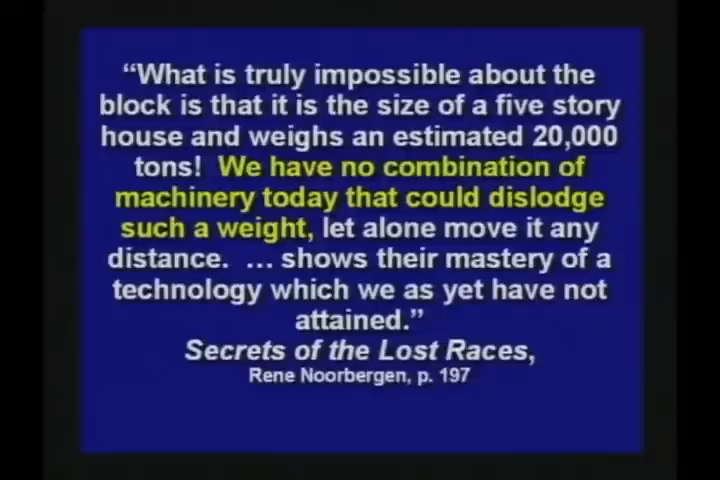 “What is truly impossible about the
block is that it is the size of a five story
house and weighs an estimated 20,000
tons!  We have no combination of
machinery today that could dislodge
such a weight, let alone move it any
distance.  … shows their mastery of a
technology which we as yet have not
attained.”
Secrets of the Lost Races,
Rene Noorbergen, p. 197